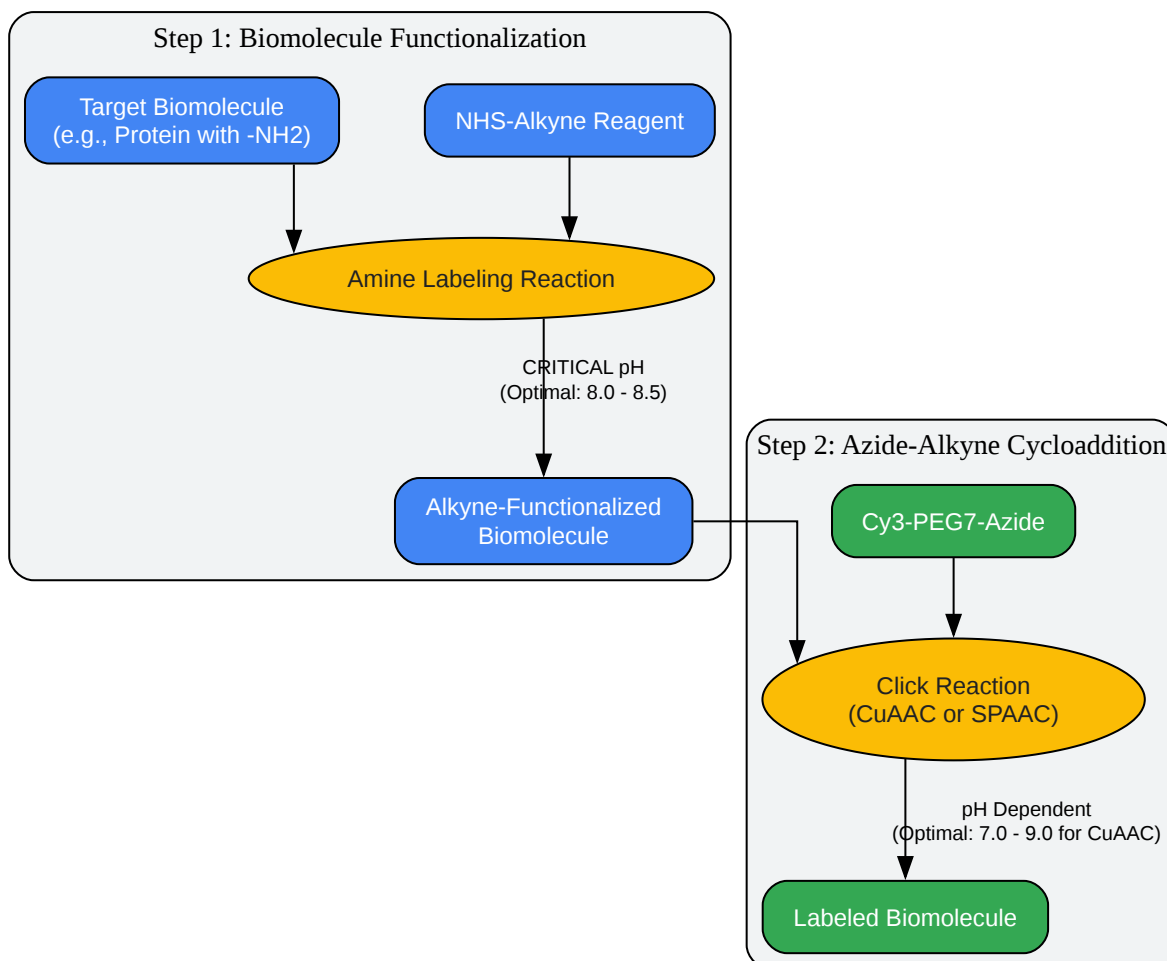 Step 1: Biomolecule Functionalization
Target Biomolecule
(e.g., Protein with -NH2)
NHS-Alkyne Reagent
Amine Labeling Reaction
CRITICAL pH
(Optimal: 8.0 - 8.5)
Alkyne-Functionalized
Biomolecule
Step 2: Azide-Alkyne Cycloaddition
Cy3-PEG7-Azide
Click Reaction
(CuAAC or SPAAC)
pH Dependent
(Optimal: 7.0 - 9.0 for CuAAC)
Labeled Biomolecule